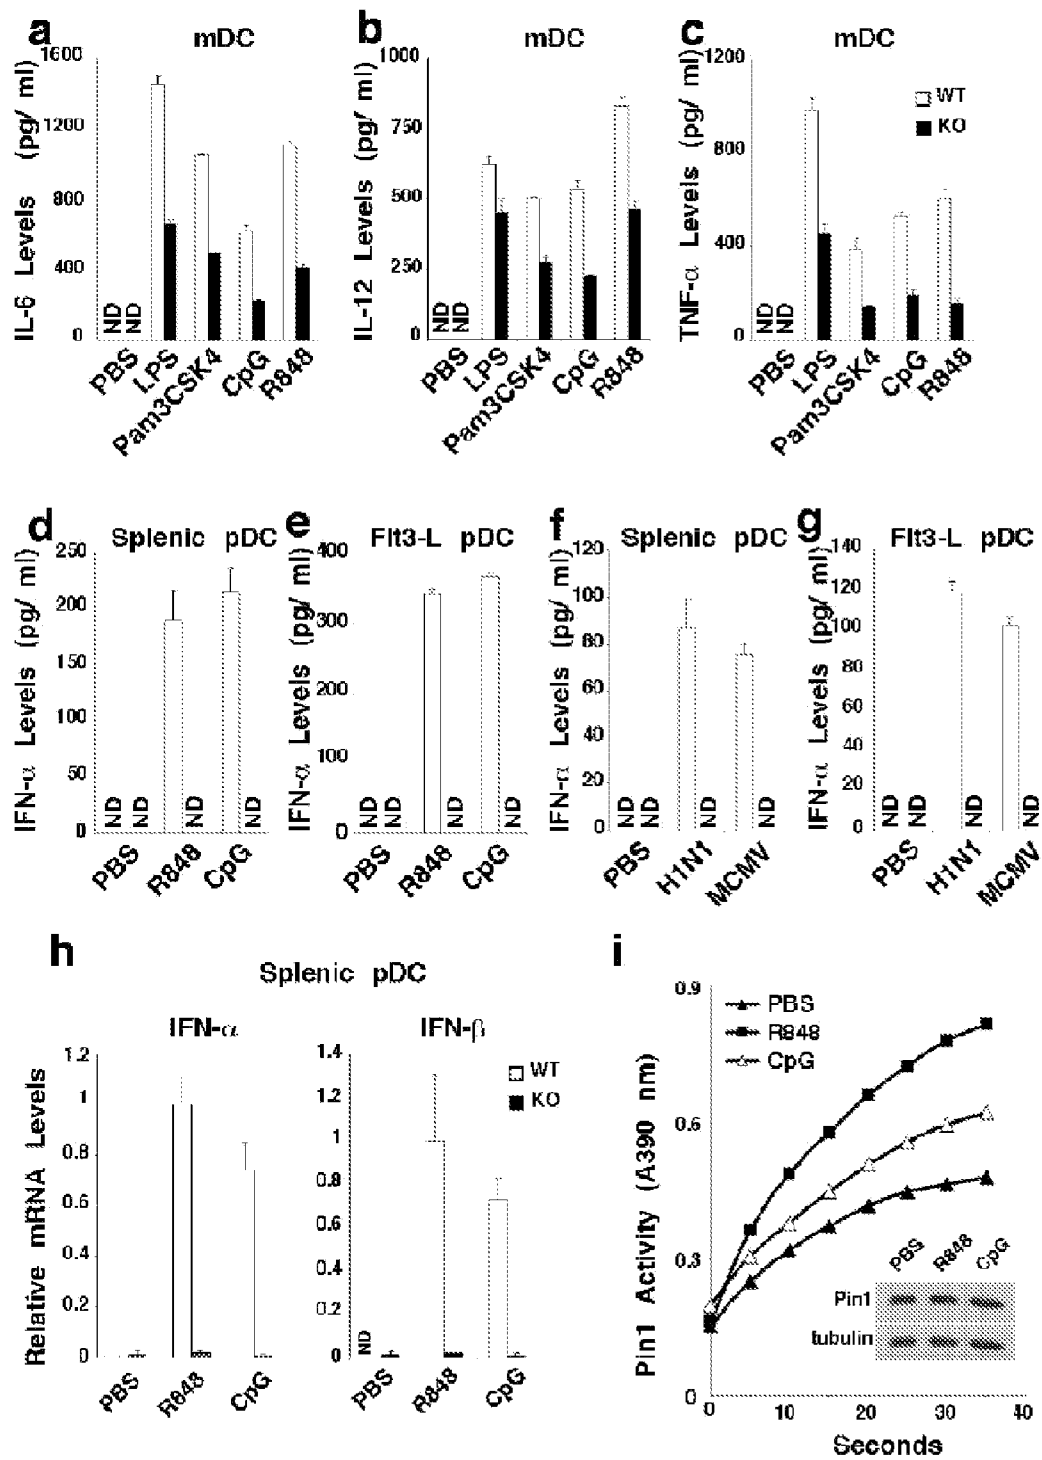 a
mDC
IL-6 Levels (pg/ ml)
1600
1200
800
400
0
ND
ND
PBS
LPS
Pam3CSK4
CpG
R848
b
mDC
IL-12 Levels (pg/ ml)
1000
750
500
250
0
ND
ND
PBS
LPS
Pam3CSK4
CpG
R848
c
mDC
TNF-α Levels (pg/ ml)
1200
800
400
0
WT
KO
ND
ND
PBS
LPS
Pam3CSK4
CpG
R848
d
Splenic pDC
IFN-α Levels (pg/ ml)
250
200
150
100
50
0
ND
ND
ND
ND
PBS
R848
CpG
e
Flt3-L pDC
IFN-α Levels (pg/ ml)
400
300
200
100
0
ND
ND
ND
ND
PBS
R848
CpG
f
Splenic pDC
IFN-α Levels (pg/ ml)
120
100
80
60
40
20
0
ND
ND
ND
ND
PBS
H1N1
MCMV
g
Flt3-L pDC
IFN-α Levels (pg/ ml)
140
120
100
80
60
40
20
0
ND
ND
ND
ND
PBS
H1N1
MCMV
h
Splenic pDC
IFN-α
Relative mRNA Levels
1.2
1
0.8
0.6
0.4
0.2
0
PBS
R848
CpG
IFN-β
1.4
1.2
1
0.8
0.6
0.4
0.2
0
WT
KO
ND
PBS
R848
CpG
i
Pin1 Activity (A390 nm)
0.9
0.6
0.3
0
PBS
R848
CpG
PBS
R848
CpG
Pin1
tubulin
0
10
20
30
40
Seconds